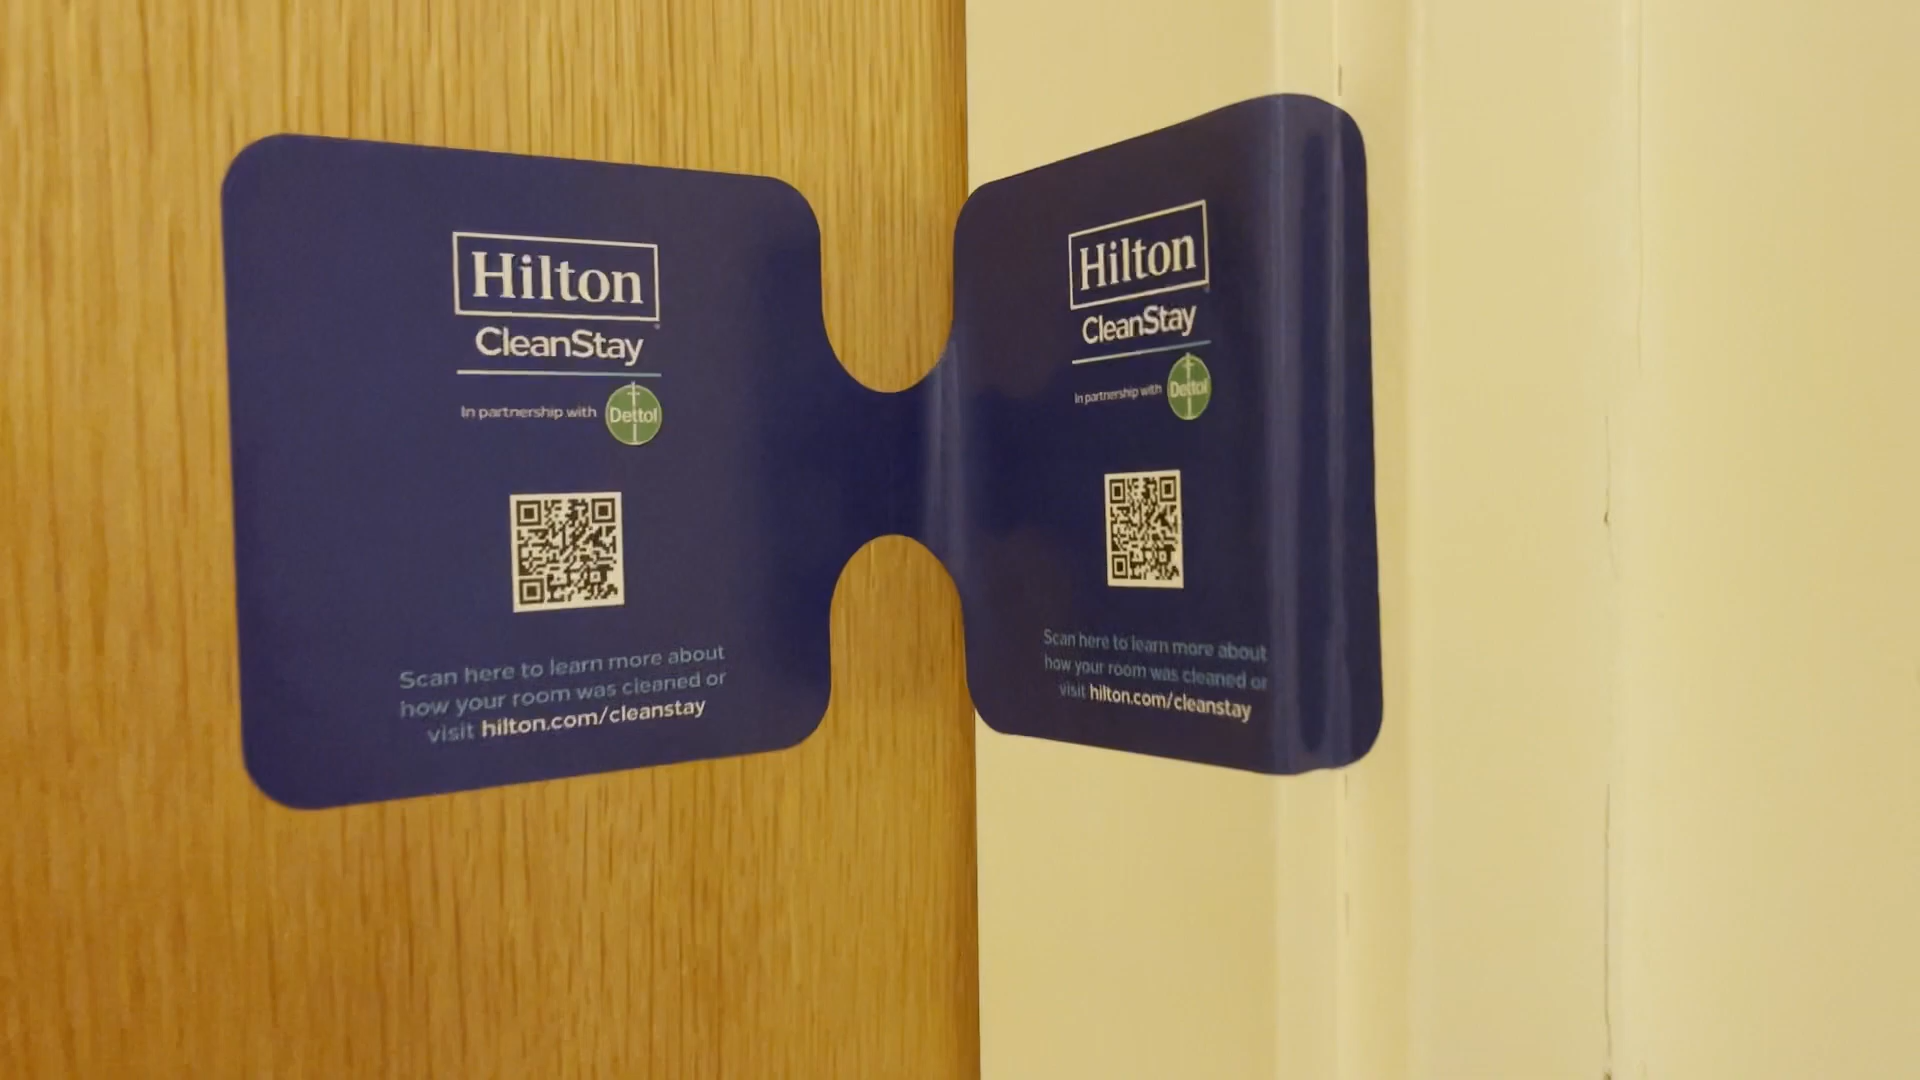 Hilton
CleanStay
In partnership with Dettol
Scan here to learn more about
how your room was cleaned or
visit hilton.com/cleanstay
Hilton
CleanStay
In partnership with Dettol
Scan here to learn more about
how your room was cleaned or
visit hilton.com/cleanstay